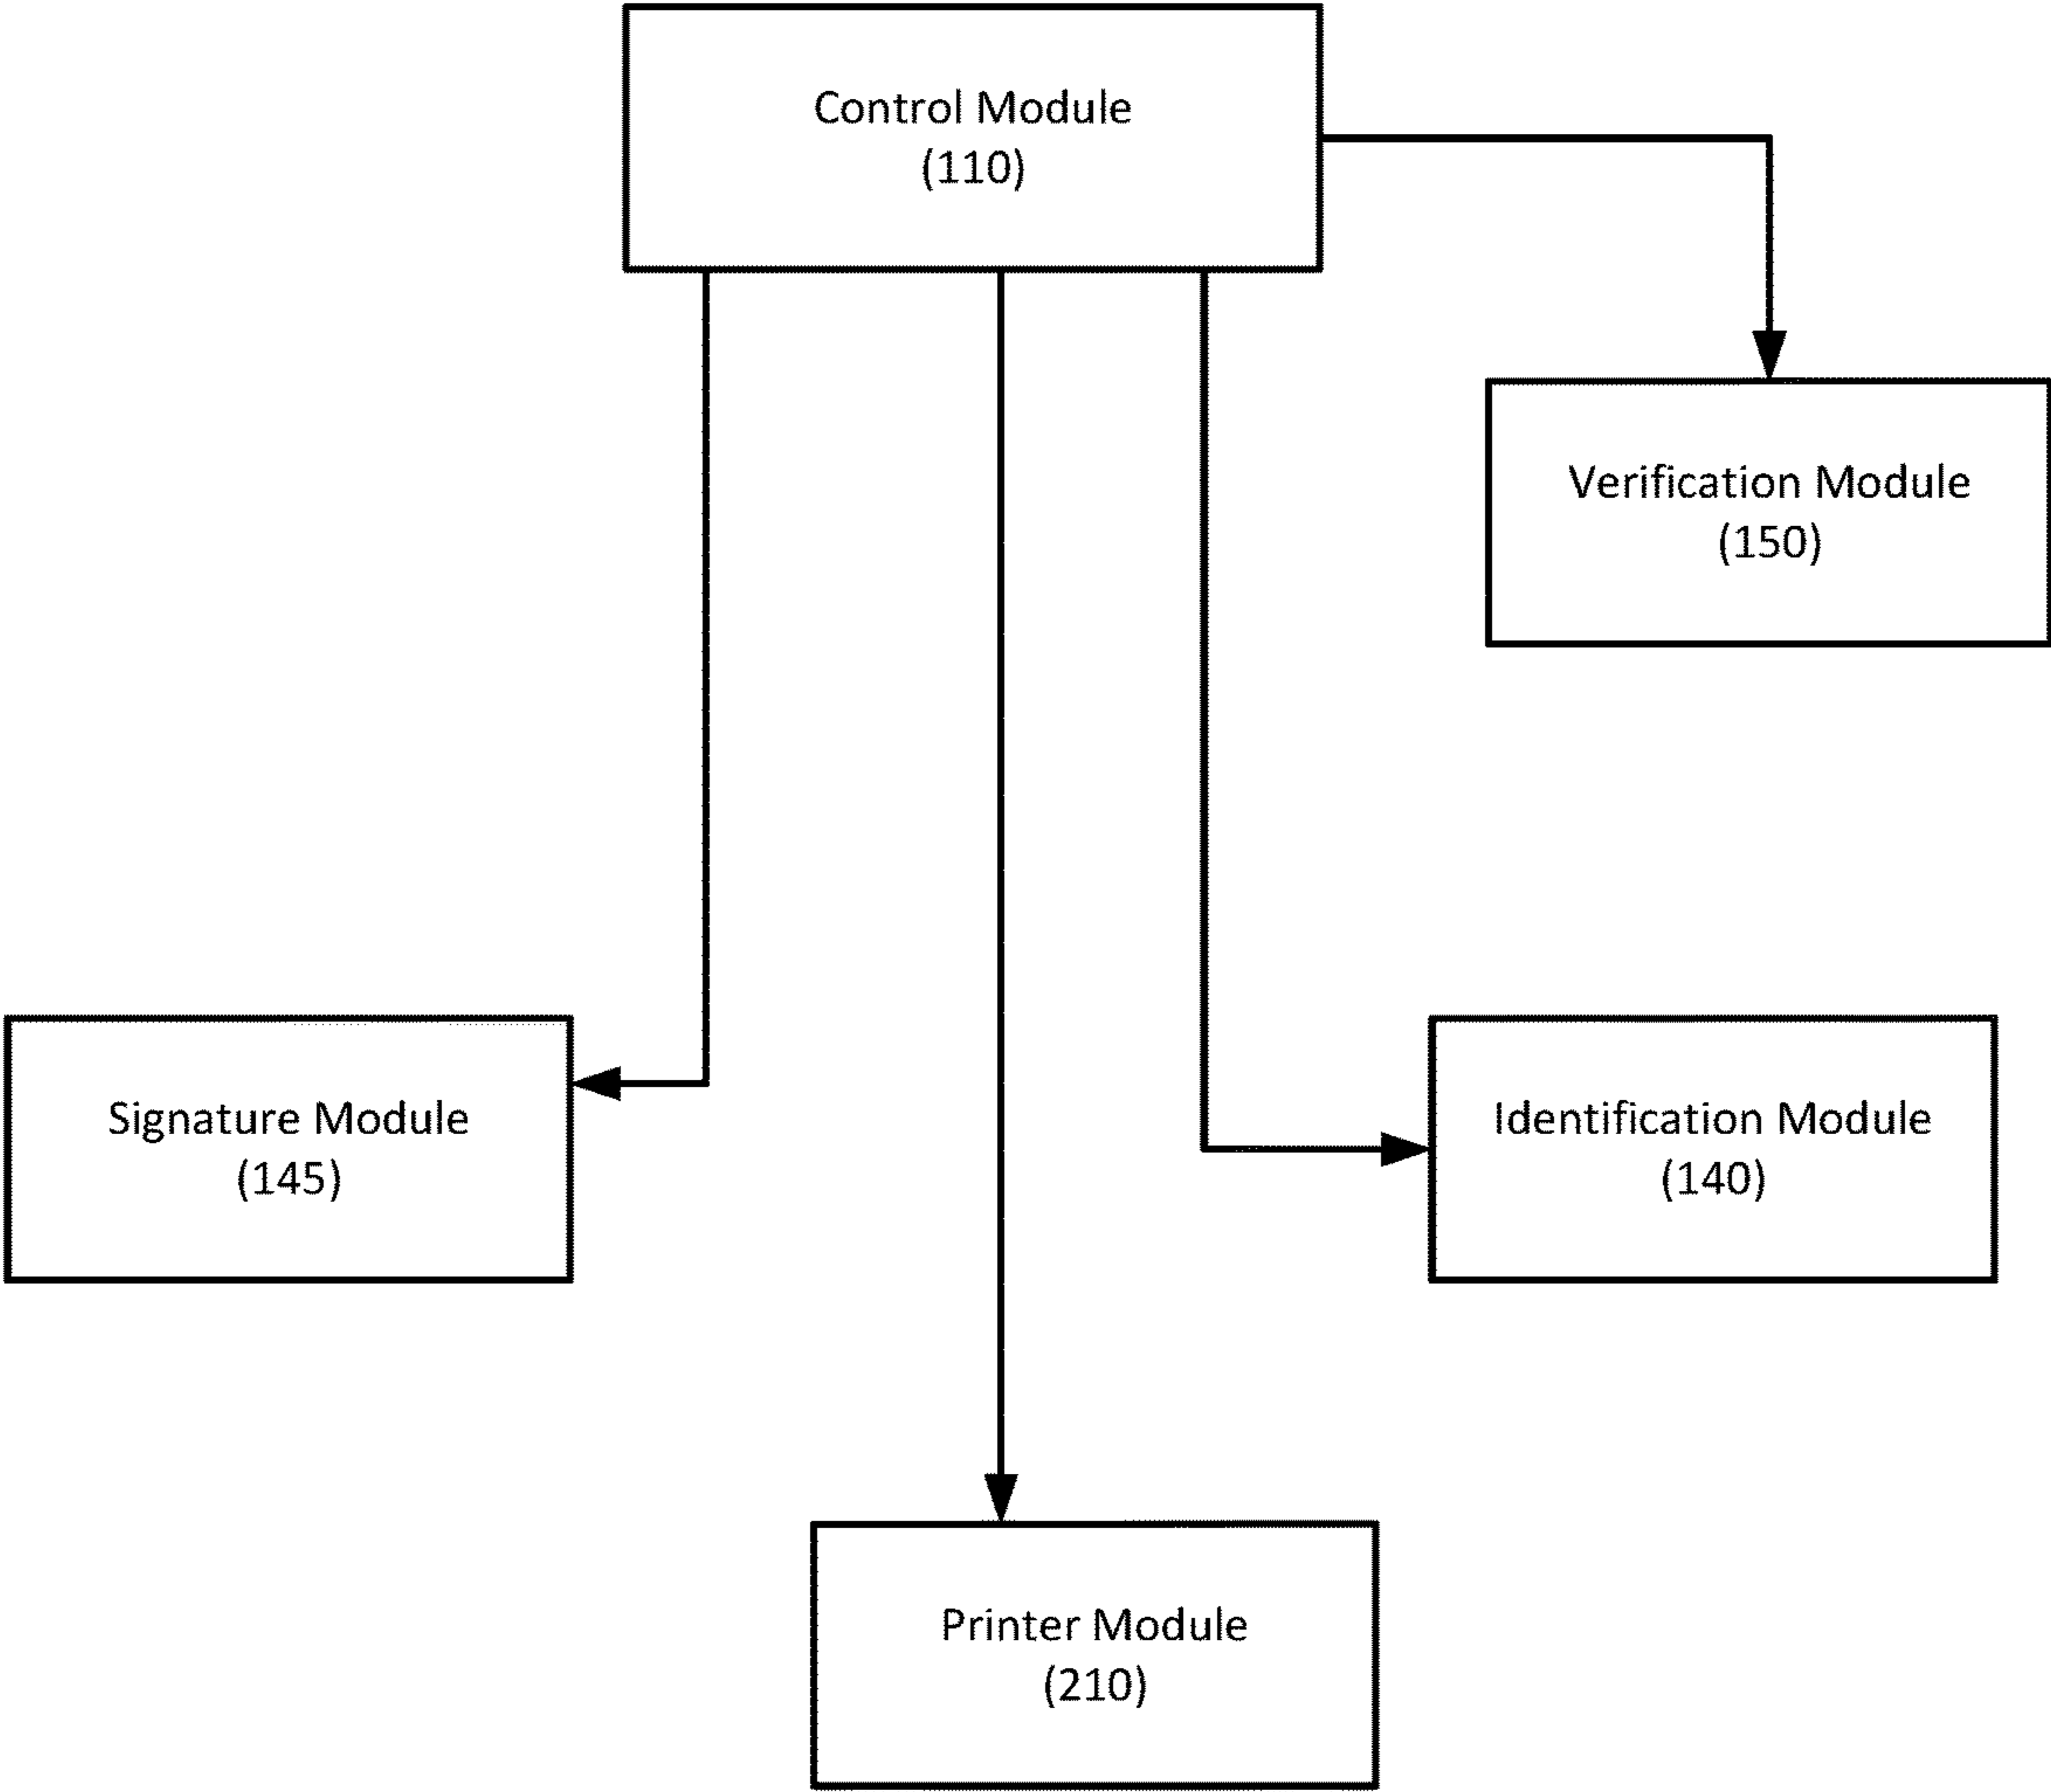 Control Module
(110)
Verification Module
(150)
Signature Module
(145)
Identification Module
(140)
Printer Module
(210)